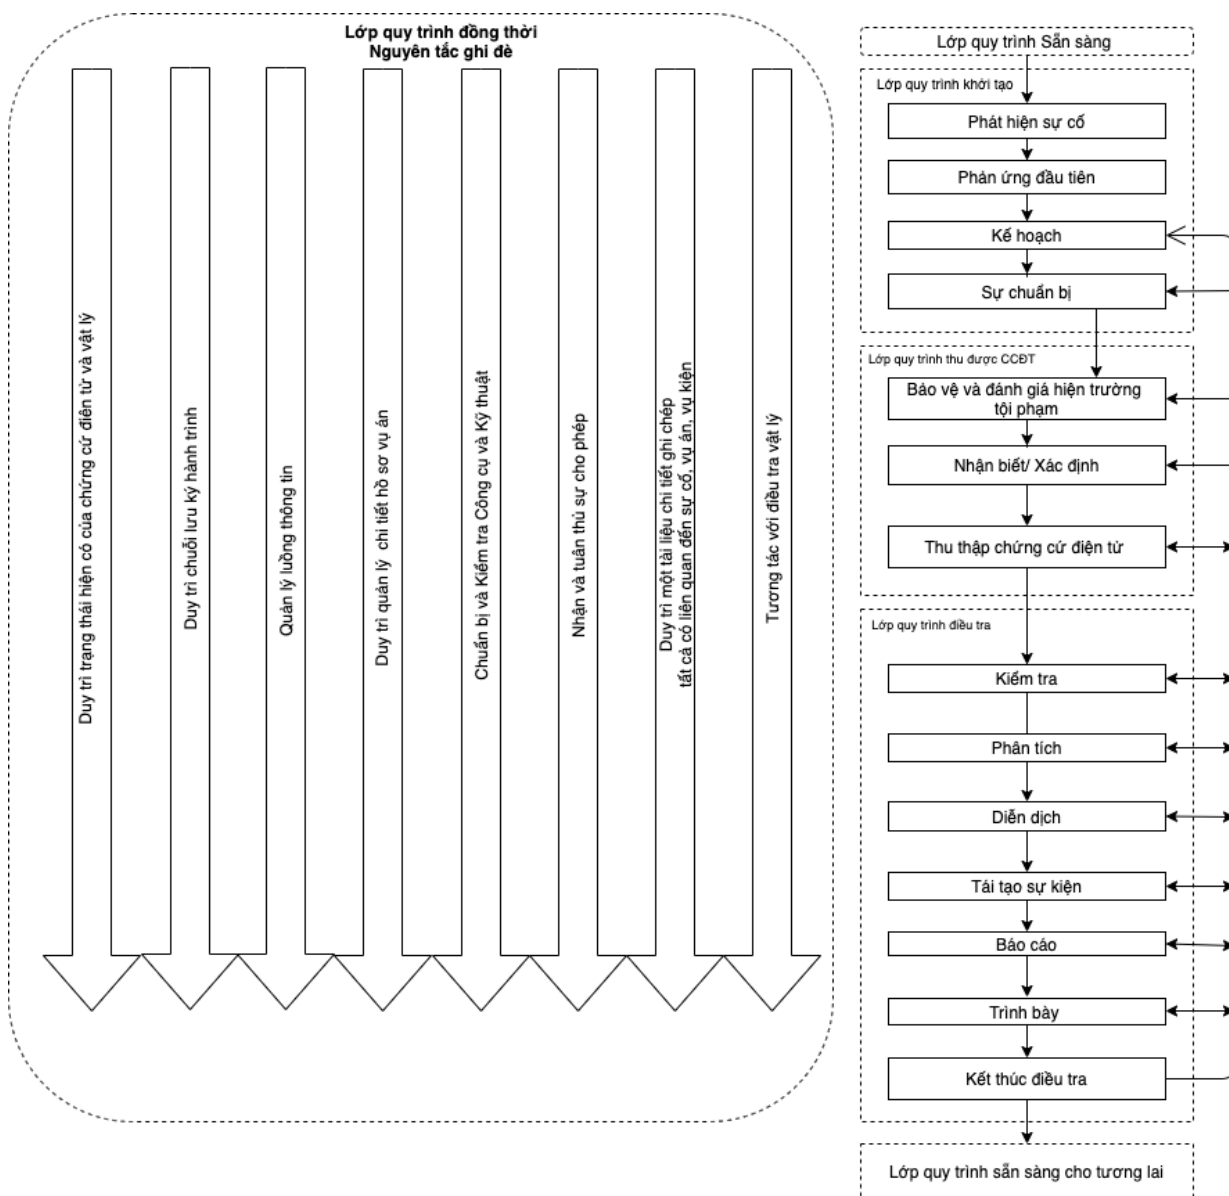 Lớp quy trình đồng thời
Nguyên tắc ghi đè
Duy trì trạng thái hiện có của chứng cứ điện tử và vật lý
Duy trì chuỗi lưu ký hành trình
Quản lý luồng thông tin
Duy trì quản lý chi tiết hồ sơ vụ án
Chuẩn bị và Kiểm tra Công cụ và Kỹ thuật
Nhận và tuân thủ sự cho phép
Duy trì một tài liệu chi tiết ghi chép
tất cả có liên quan đến sự cố, vụ án, vụ kiện
Tương tác với điều tra vật lý
Lớp quy trình Sẵn sàng
Lớp quy trình khởi tạo
Phát hiện sự cố
Phản ứng đầu tiên
Kế hoạch
Sự chuẩn bị
Lớp quy trình thu được CCĐT
Bảo vệ và đánh giá hiện trường
tội phạm
Nhận biết/ Xác định
Thu thập chứng cứ điện tử
Lớp quy trình điều tra
Kiểm tra
Phân tích
Diễn dịch
Tái tạo sự kiện
Báo cáo
Trình bày
Kết thúc điều tra
Lớp quy trình sẵn sàng cho tương lai